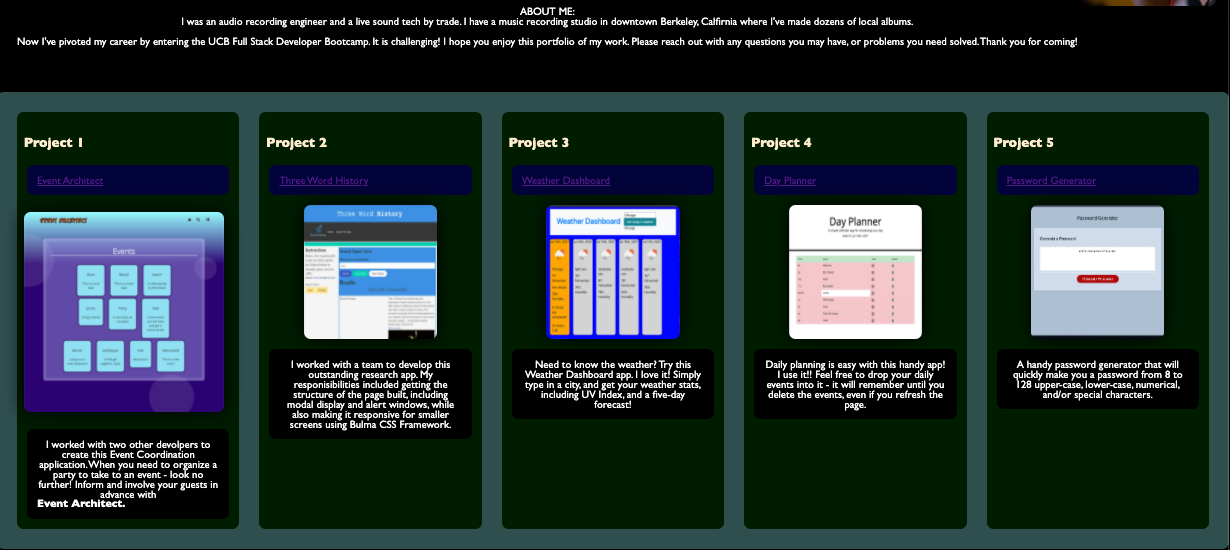 ABOUT ME:
I was an audio recording engineer and a live sound tech by trade. I have a music recording studio in downtown Berkeley, Calfirnia where I've made dozens of local albums.
Now I've pivoted my career by entering the UCB Full Stack Developer Bootcamp. It is challenging! I hope you enjoy this portfolio of my work. Please reach out with any questions you may have, or problems you need solved. Thank you for coming!
Project 1
Event Architect
Events
I worked with two other devolpers to
create this Event Coordination
application. When you need to organize a
party to take to an event - look no
further! Inform and involve your guests in
advance with
Event Architect.
Project 2
Three Word History
Three Word History
I worked with a team to develop this
outstanding research app. My
responisibilities included getting the
structure of the page built, including
modal display and alert windows, while
also making it responsive for smaller
screens using Bulma CSS Framework.
Project 3
Weather Dashboard
Weather Dashboard
Need to know the weather? Try this
Weather Dashboard app. I love it! Simply
type in a city, and get your weather stats,
including UV Index, and a five-day
forecast!
Project 4
Day Planner
Day Planner
Daily planning is easy with this handy app!
I use it!! Feel free to drop your daily
events into it - it will remember until you
delete the events, even if you refresh the
page.
Project 5
Password Generator
Password Generator
Generate a Password
A handy password generator that will
quickly make you a password from 8 to
128 upper-case, lower-case, numerical,
and/or special characters.